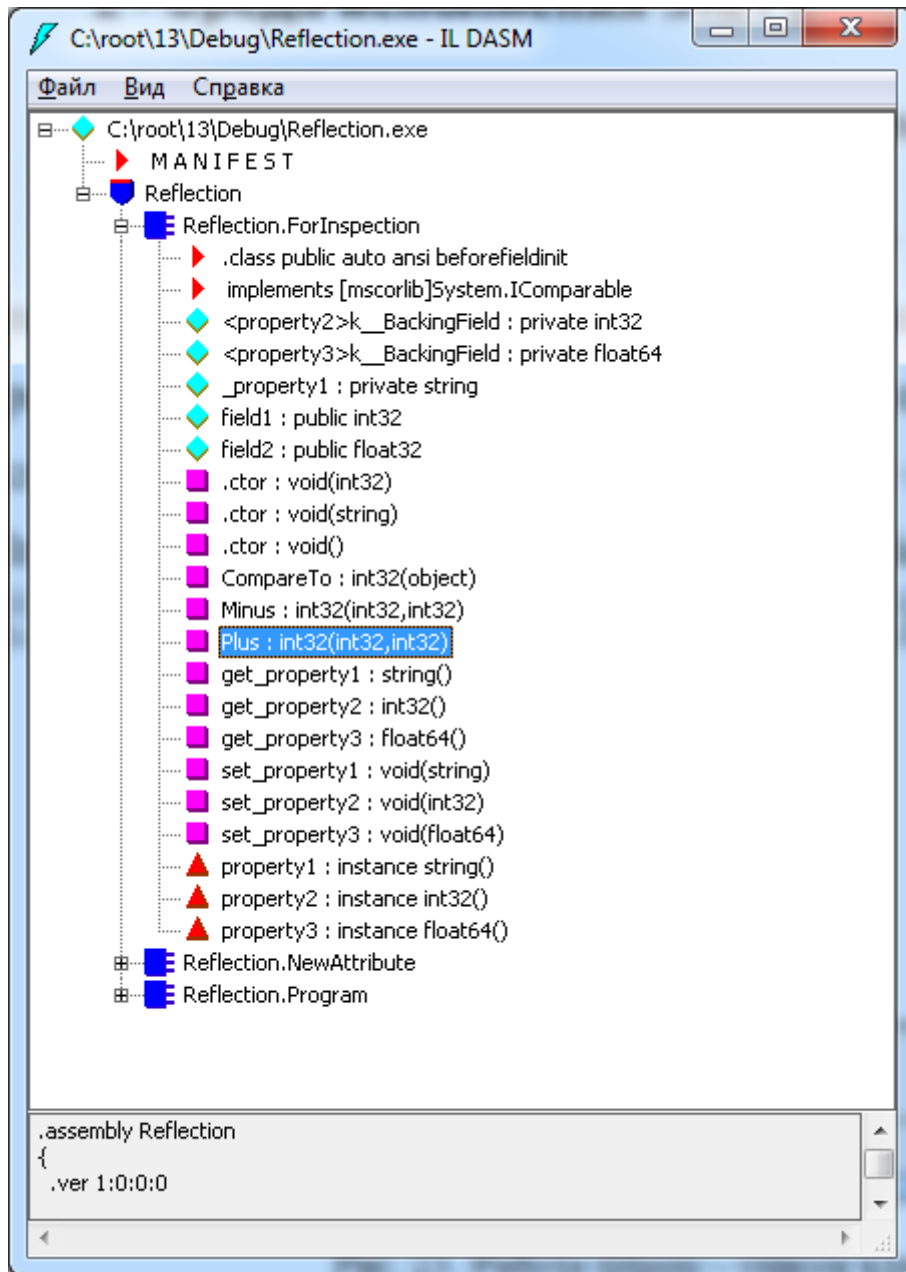 C:\root\13\Debug\Reflection.exe - IL DASM
Файл Вид Справка
C:\root\13\Debug\Reflection.exe
MANIFEST
Reflection
Reflection.ForInspection
.class public auto ansi beforefieldinit
implements [mscorlib]System.IComparable
<property2>k__BackingField : private int32
<property3>k__BackingField : private float64
_property1 : private string
field1 : public int32
field2 : public float32
.ctor : void(int32)
.ctor : void(string)
.ctor : void()
CompareTo : int32(object)
Minus : int32(int32,int32)
Plus : int32(int32,int32)
get_property1 : string()
get_property2 : int32()
get_property3 : float64()
set_property1 : void(string)
set_property2 : void(int32)
set_property3 : void(float64)
property1 : instance string()
property2 : instance int32()
property3 : instance float64()
Reflection.NewAttribute
Reflection.Program
.assembly Reflection
{
.ver 1:0:0:0